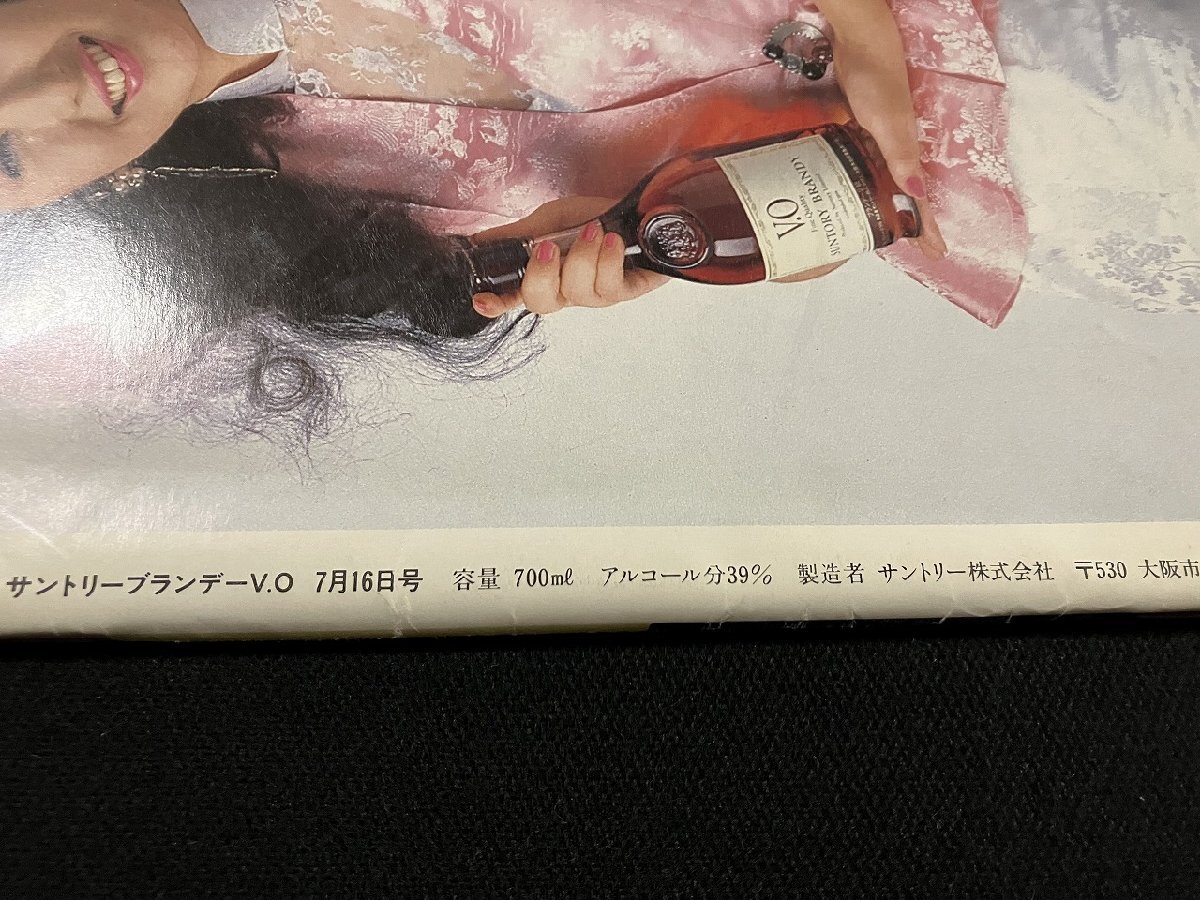 V.O
Fine Quality
SUNTORY BRANDY
サントリーブランデーV.O 7月16日号 容量 700ml アルコール分39% 製造者 サントリー株式会社 〒530 大阪市